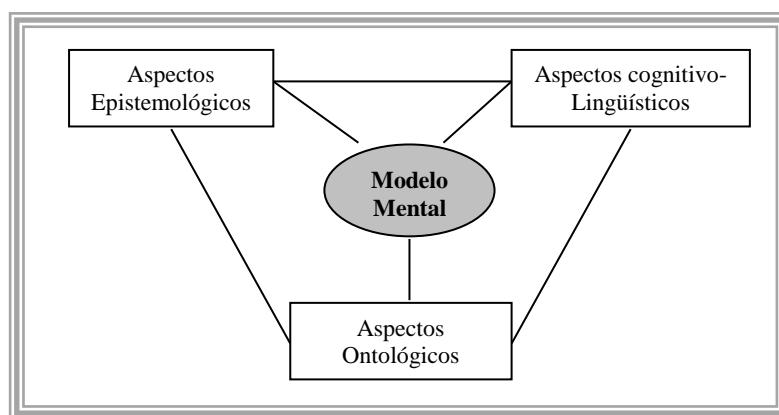 Aspectos
Epistemológicos
Aspectos cognitivo-
Lingüísticos
Modelo
Mental
Aspectos
Ontológicos